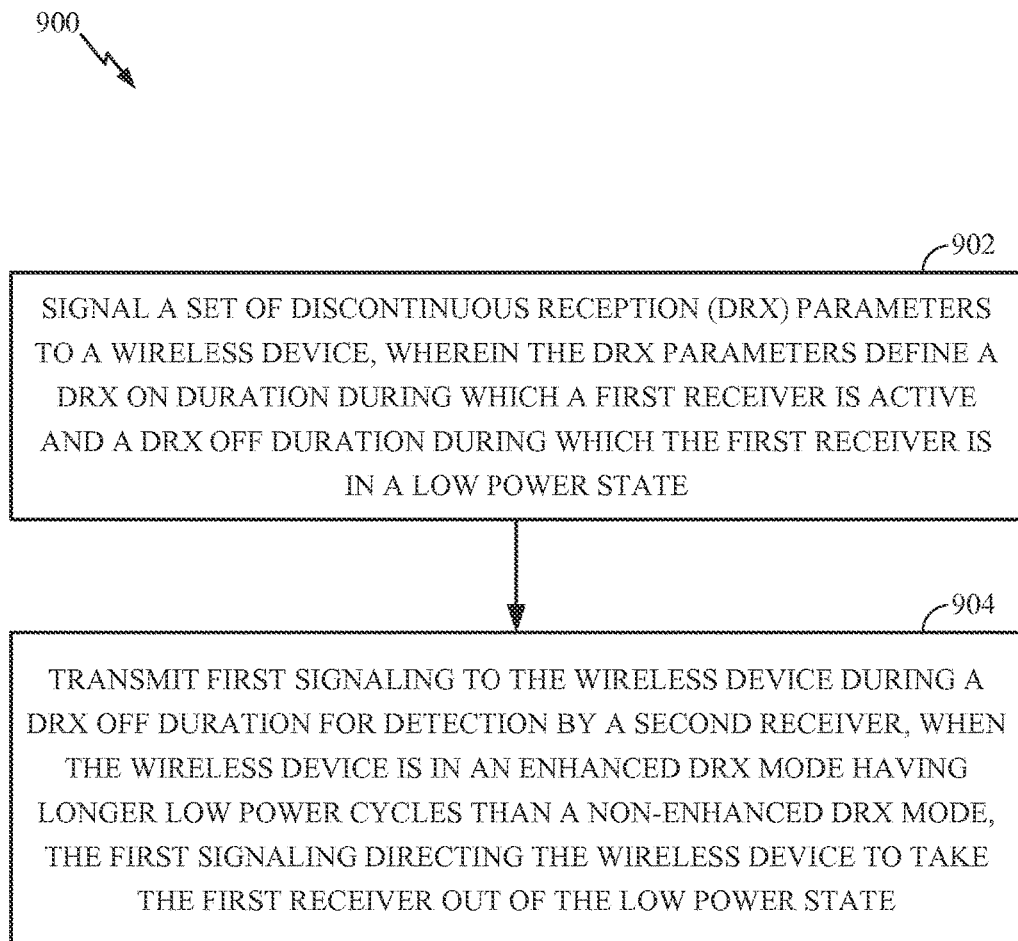 900
902
SIGNAL A SET OF DISCONTINUOUS RECEPTION (DRX) PARAMETERS
TO A WIRELESS DEVICE, WHEREIN THE DRX PARAMETERS DEFINE A
DRX ON DURATION DURING WHICH A FIRST RECEIVER IS ACTIVE
AND A DRX OFF DURATION DURING WHICH THE FIRST RECEIVER IS
IN A LOW POWER STATE
904
TRANSMIT FIRST SIGNALING TO THE WIRELESS DEVICE DURING A
DRX OFF DURATION FOR DETECTION BY A SECOND RECEIVER, WHEN
THE WIRELESS DEVICE IS IN AN ENHANCED DRX MODE HAVING
LONGER LOW POWER CYCLES THAN A NON-ENHANCED DRX MODE,
THE FIRST SIGNALING DIRECTING THE WIRELESS DEVICE TO TAKE
THE FIRST RECEIVER OUT OF THE LOW POWER STATE